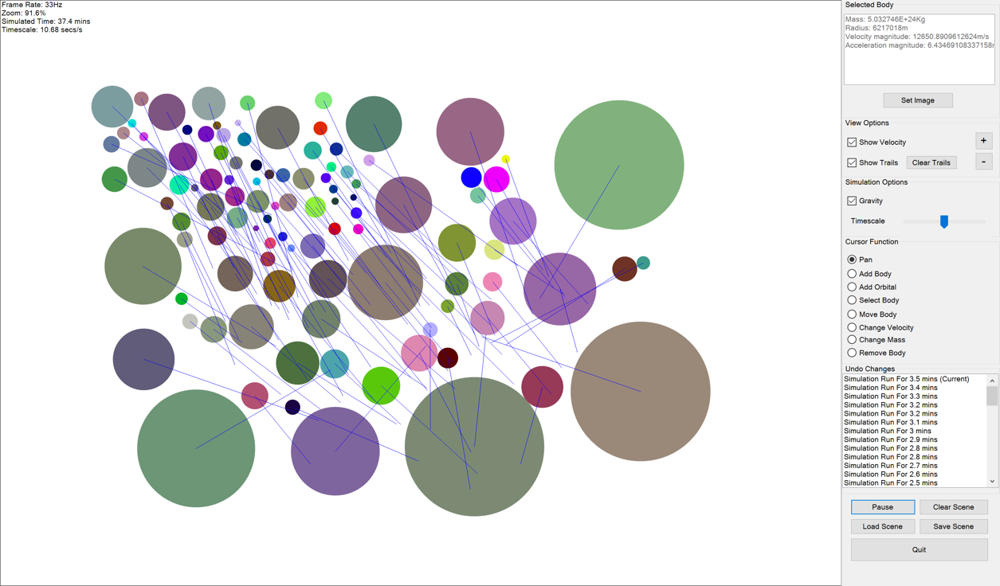 Frame Rate: 33Hz
Zoom: 91.6%
Simulated Time: 37.4 mins
Timescale: 10.68 secs/s
Selected Body
Mass: 5.032746E+24Kg
Radius: 6217018m
Velocity magnitude: 12650.8909612624m/s
Acceleration magnitude: 6.43469108337158m
Set Image
View Options
Show Velocity
+
Show Trails
Clear Trails
-
Simulation Options
Gravity
Timescale
Cursor Function
Pan
Add Body
Add Orbital
Select Body
Move Body
Change Velocity
Change Mass
Remove Body
Undo Changes
Simulation Run For 3.5 mins (Current)
Simulation Run For 3.4 mins
Simulation Run For 3.3 mins
Simulation Run For 3.2 mins
Simulation Run For 3.2 mins
Simulation Run For 3.1 mins
Simulation Run For 3 mins
Simulation Run For 2.9 mins
Simulation Run For 2.8 mins
Simulation Run For 2.8 mins
Simulation Run For 2.7 mins
Simulation Run For 2.6 mins
Simulation Run For 2.5 mins
Pause
Clear Scene
Load Scene
Save Scene
Quit